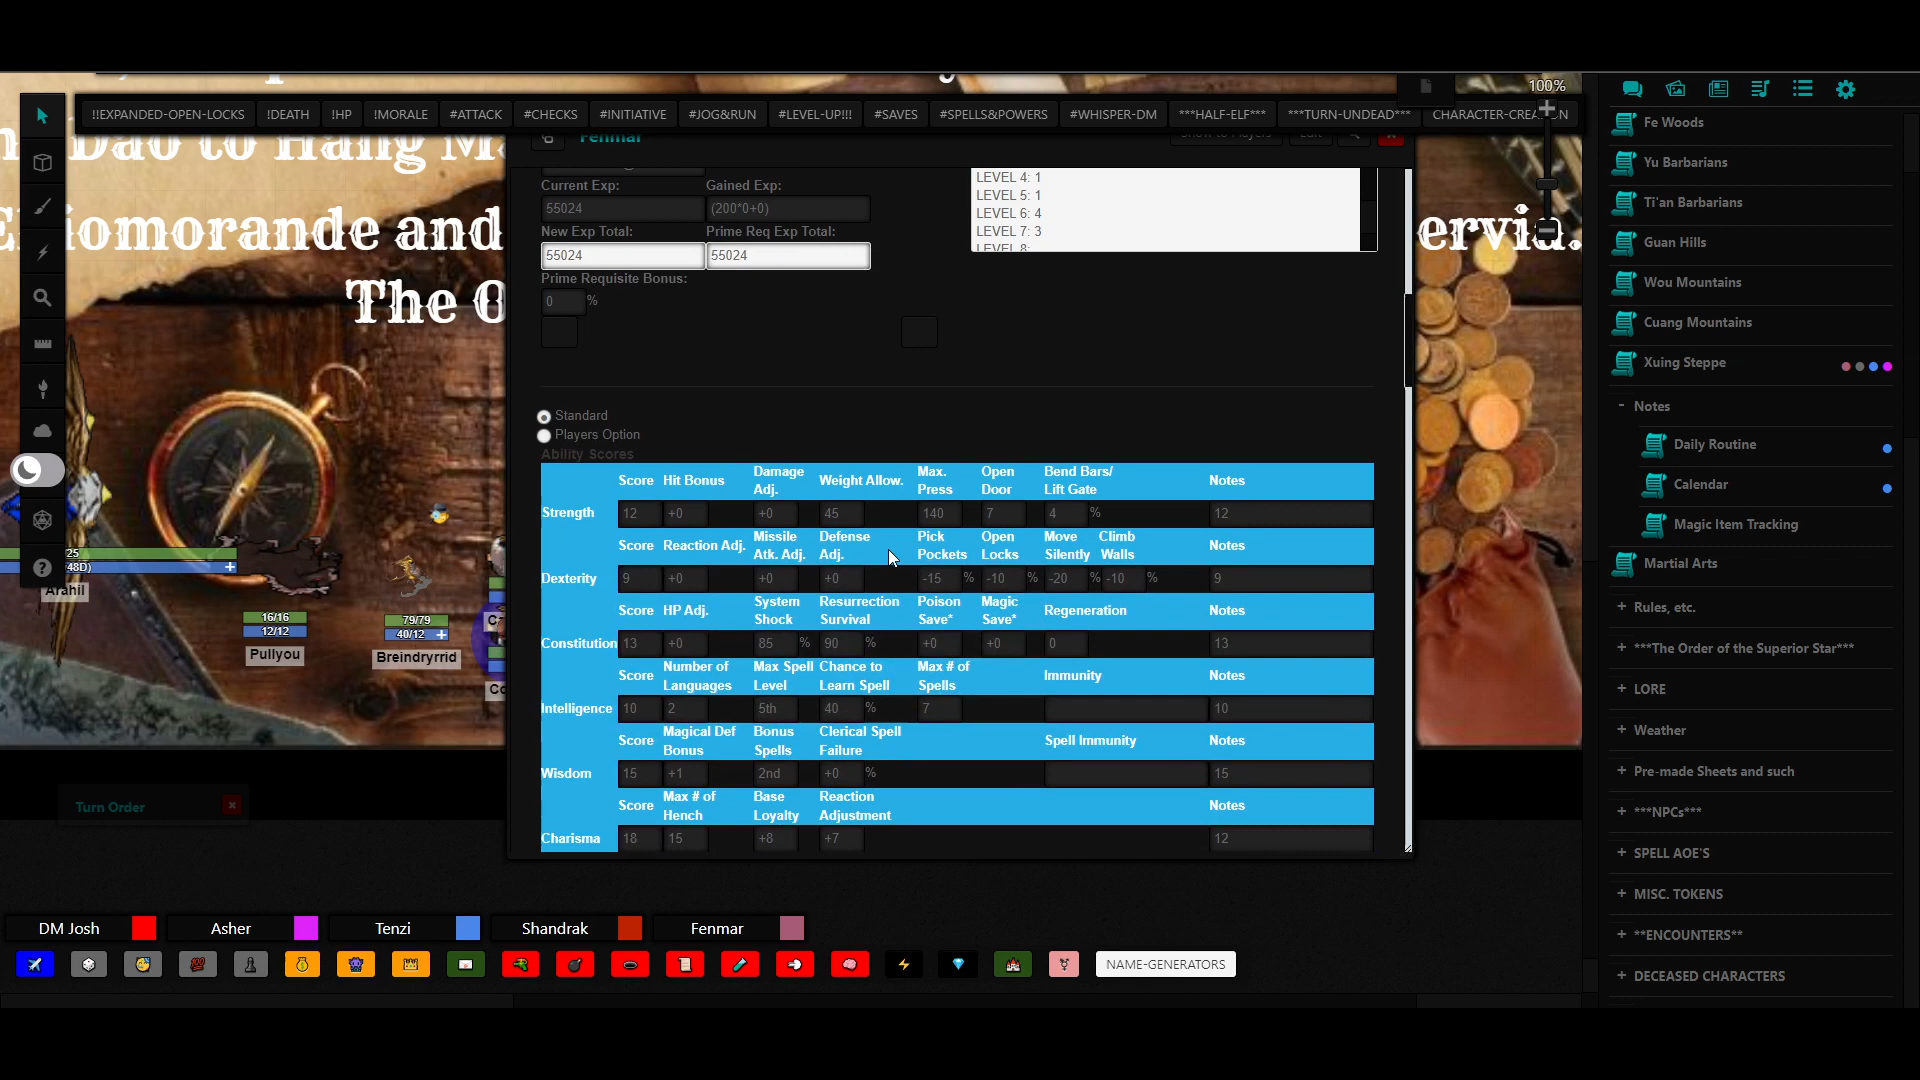 100%
!!EXPANDED-OPEN-LOCKS !DEATH !HP !MORALE #ATTACK #CHECKS #INITIATIVE #JOG&RUN #LEVEL-UP!!! #SAVES #SPELLS&POWERS #WHISPER-DM ***HALF-ELF*** ***TURN-UNDEAD***
Fenmar
Dao to Hang
and
ervia.
The
Current Exp: Gained Exp:
55024 (200*0+0)
New Exp Total: Prime Req Exp Total:
55024 55024
Prime Requisite Bonus:
0 %
LEVEL 4: 1
LEVEL 5: 1
LEVEL 6: 4
LEVEL 7: 3
LEVEL 8:
Standard
Players Option
Ability Scores
Score Hit Bonus Damage Adj. Weight Allow. Max. Press Open Door Bend Bars/ Lift Gate Notes
Strength 12 +0 +0 45 140 7 4 % 12
Score Reaction Adj. Missile Atk. Adj. Defense Adj. Pick Pockets Open Locks Move Silently Climb Walls Notes
Dexterity 9 +0 +0 +0 -15 % -10 % -20 % -10 % 9
Score HP Adj. System Shock Resurrection Survival Poison Save* Magic Save* Regeneration Notes
Constitution 13 +0 85 % 90 % +0 +0 0 13
Score Number of Languages Max Spell Level Chance to Learn Spell Max # of Spells Immunity Notes
Intelligence 10 2 5th 40 % 7 10
Score Magical Def Bonus Bonus Spells Clerical Spell Failure Spell Immunity Notes
Wisdom 15 +1 2nd +0 % 15
Score Max # of Hench Base Loyalty Reaction Adjustment Notes
Charisma 18 15 +8 +7 12
25
48D)
Arahil
16/16
12/12
Pullyou
79/79
40/12
Breindryrrid
Turn Order
DM Josh Asher Tenzi Shandrak Fenmar
NAME-GENERATORS
Fe Woods
Yu Barbarians
Ti'an Barbarians
Guan Hills
Wou Mountains
Cuang Mountains
Xuing Steppe
- Notes
Daily Routine
Calendar
Magic Item Tracking
Martial Arts
+ Rules, etc.
+ ***The Order of the Superior Star***
+ LORE
+ Weather
+ Pre-made Sheets and such
+ ***NPCs***
+ SPELL AOE'S
+ MISC. TOKENS
+ **ENCOUNTERS**
+ DECEASED CHARACTERS